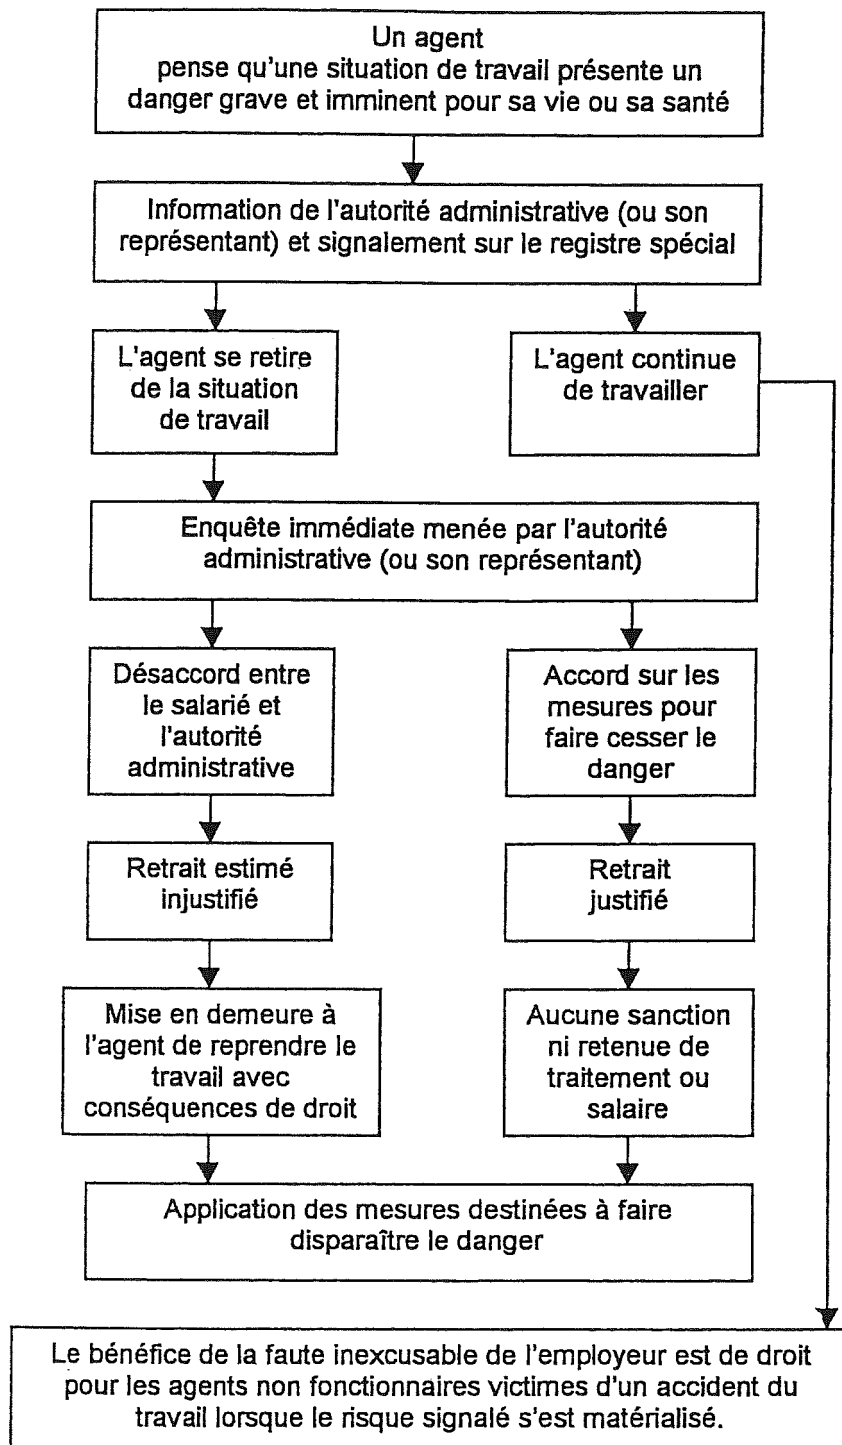 Un agent
pense qu'une situation de travail présente un
danger grave et imminent pour sa vie ou sa santé
Information de l'autorité administrative (ou son
représentant) et signalement sur le registre spécial
L'agent se retire
de la situation
de travail
L'agent continue
de travailler
Enquête immédiate menée par l'autorité
administrative (ou son représentant)
Désaccord entre
le salarié et
l'autorité
administrative
Accord sur les
mesures pour
faire cesser le
danger
Retrait estimé
injustifié
Retrait
justifié
Mise en demeure à
l'agent de reprendre le
travail avec
conséquences de droit
Aucune sanction
ni retenue de
traitement ou
salaire
Application des mesures destinées à faire
disparaître le danger
Le bénéfice de la faute inexcusable de l'employeur est de droit
pour les agents non fonctionnaires victimes d'un accident du
travail lorsque le risque signalé s'est matérialisé.